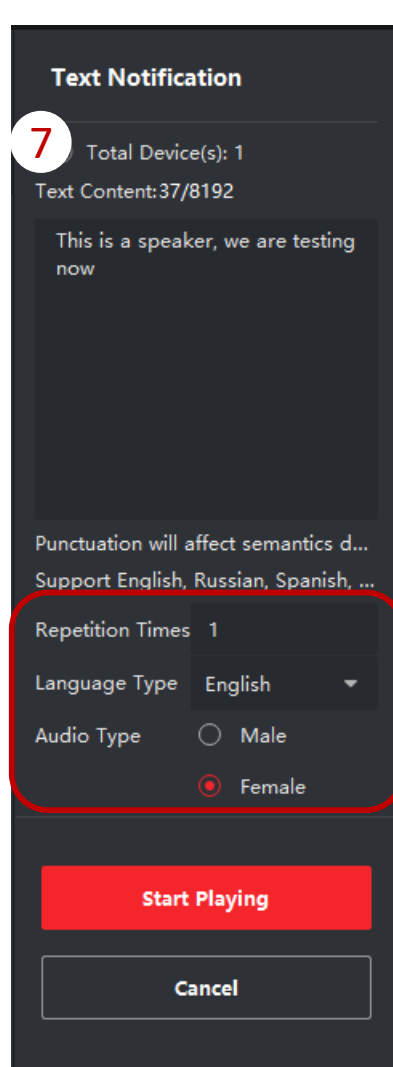 Text Notification
7
Total Device(s): 1
Text Content:37/8192
This is a speaker, we are testing
now
Punctuation will affect semantics d...
Support English, Russian, Spanish, ...
Repetition Times 1
Language Type English
Audio Type Male
Female
Start Playing
Cancel